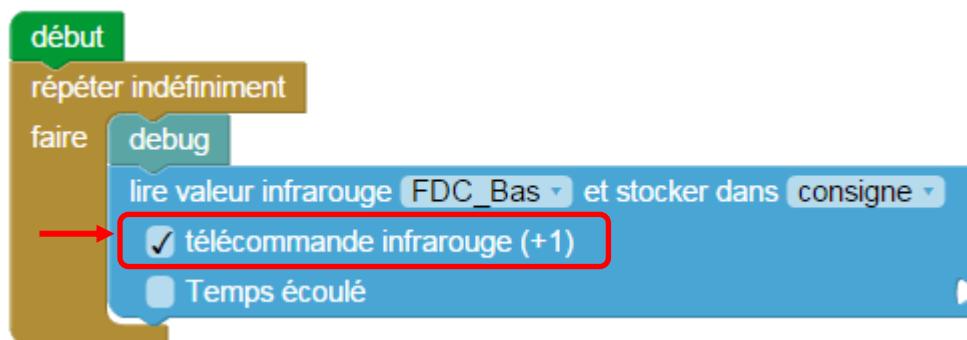 début
répéter indéfiniment
faire debug
lire valeur infrarouge FDC_Bas et stocker dans consigne
télécommande infrarouge (+1)
Temps écoulé